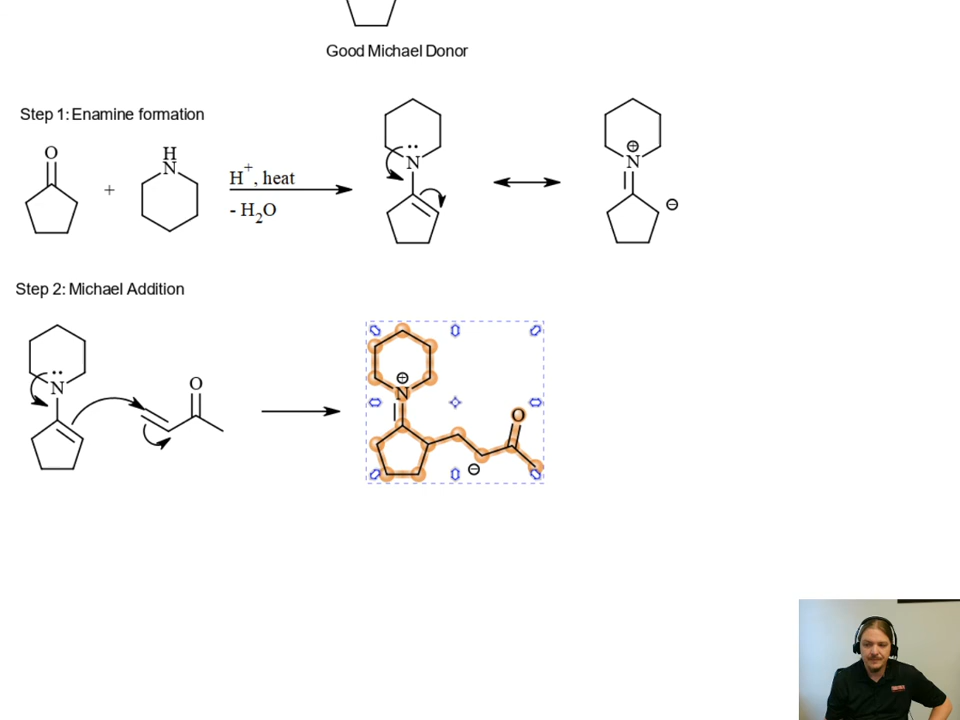 Good Michael Donor
Step 1: Enamine formation
O
+
H
N
H+, heat
- H2O
N
⊕
N
⊖
Step 2: Michael Addition
N
O
⊕
N
O
⊖